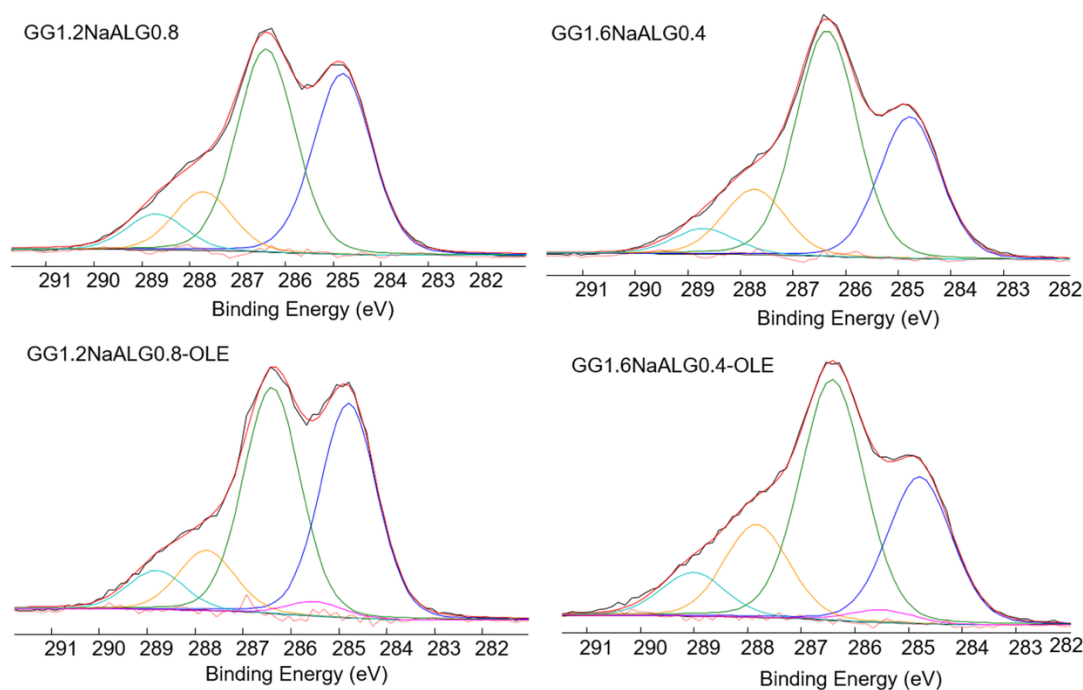 GG1.2NaALG0.8
291 290 289 288 287 286 285 284 283 282
Binding Energy (eV)
GG1.6NaALG0.4
291 290 289 288 287 286 285 284 283 282
Binding Energy (eV)
GG1.2NaALG0.8-OLE
291 290 289 288 287 286 285 284 283 282
Binding Energy (eV)
GG1.6NaALG0.4-OLE
291 290 289 288 287 286 285 284 283 282
Binding Energy (eV)